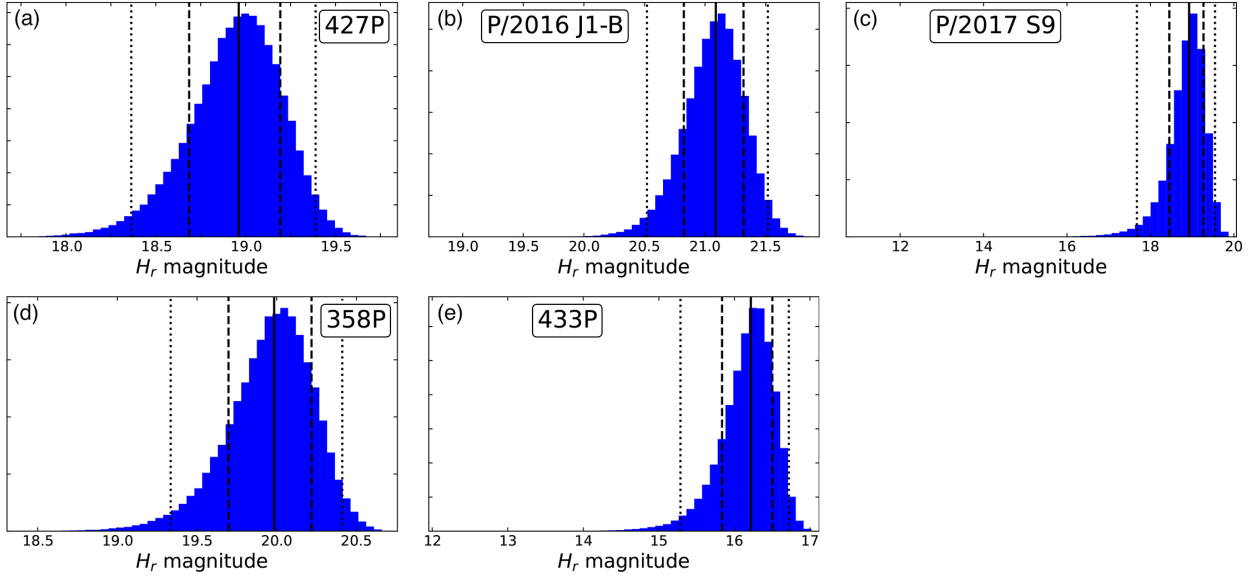 (a) 427P
18.0 18.5 19.0 19.5
H_r magnitude
(b) P/2016 J1-B
19.0 19.5 20.0 20.5 21.0 21.5
H_r magnitude
(c) P/2017 S9
12 14 16 18 20
H_r magnitude
(d) 358P
18.5 19.0 19.5 20.0 20.5
H_r magnitude
(e) 433P
12 13 14 15 16 17
H_r magnitude